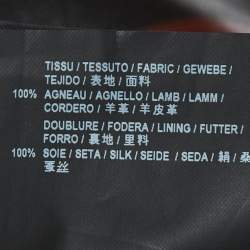 TISSU / TESSUTO / FABRIC / GEWEBE /
TEJIDO / 表地 / 面料
100% AGNEAU / AGNELLO / LAMB / LAMM /
CORDERO / 羊革 / 羊皮革
DOUBLURE / FODERA / LINING / FUTTER /
FORRO / 裏地 / 里料
100% SOIE / SETA / SILK / SEIDE / SEDA / 絹 / 桑
蚕丝